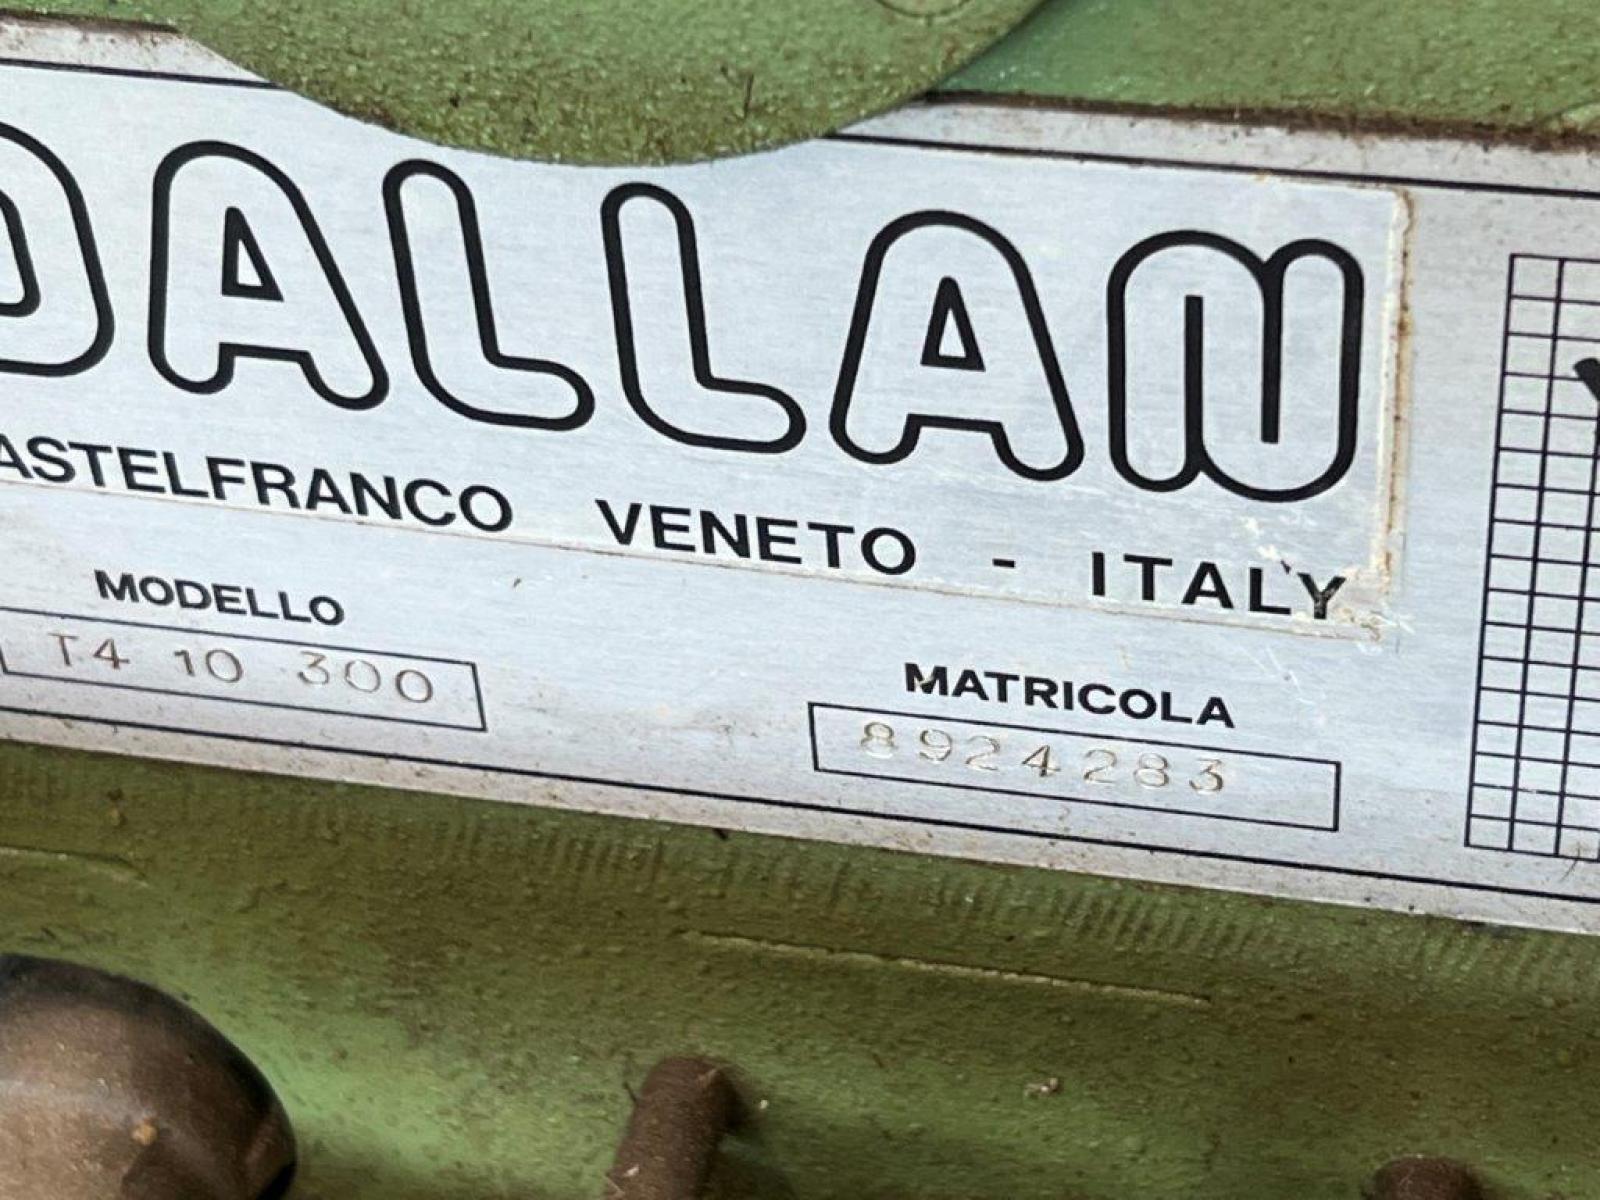 DALLAN
ASTELFRANCO VENETO - ITALY
MODELLO
T4 10 300
MATRICOLA
8924283